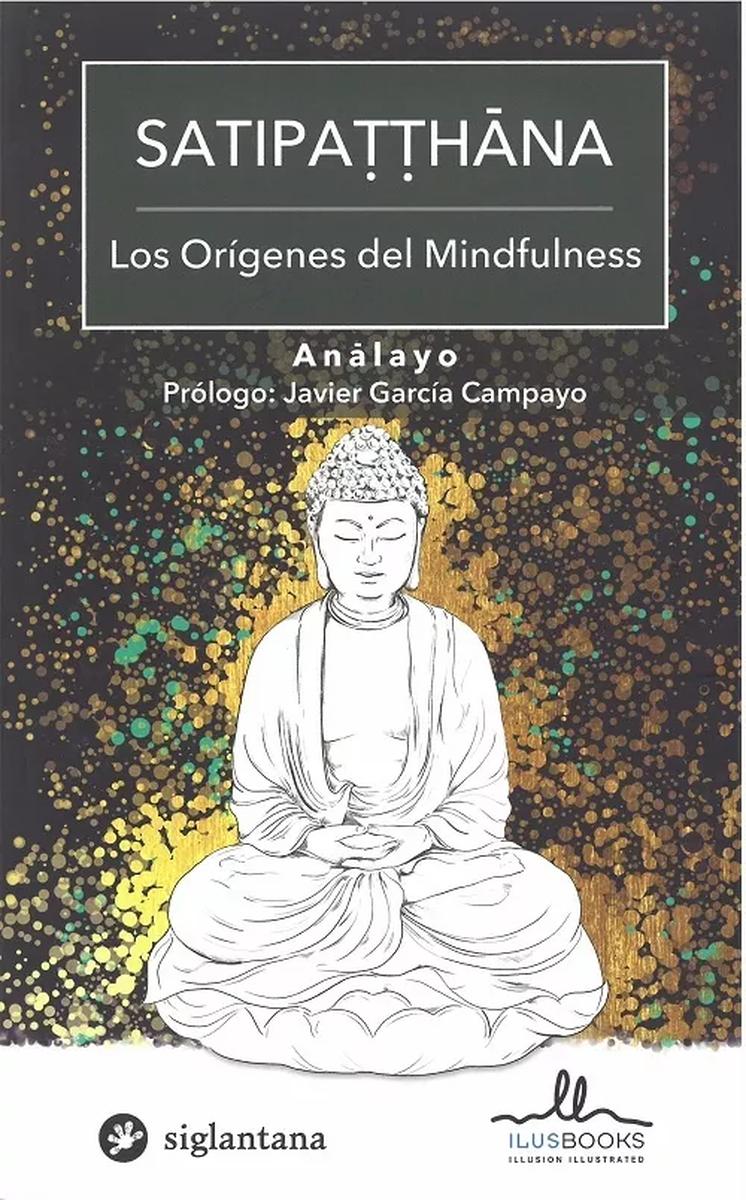 SATIPAṬṬHĀNA
Los Orígenes del Mindfulness
Anālayo
Prólogo: Javier García Campayo
siglantana
ILUSBOOKS
ILLUSION ILLUSTRATED